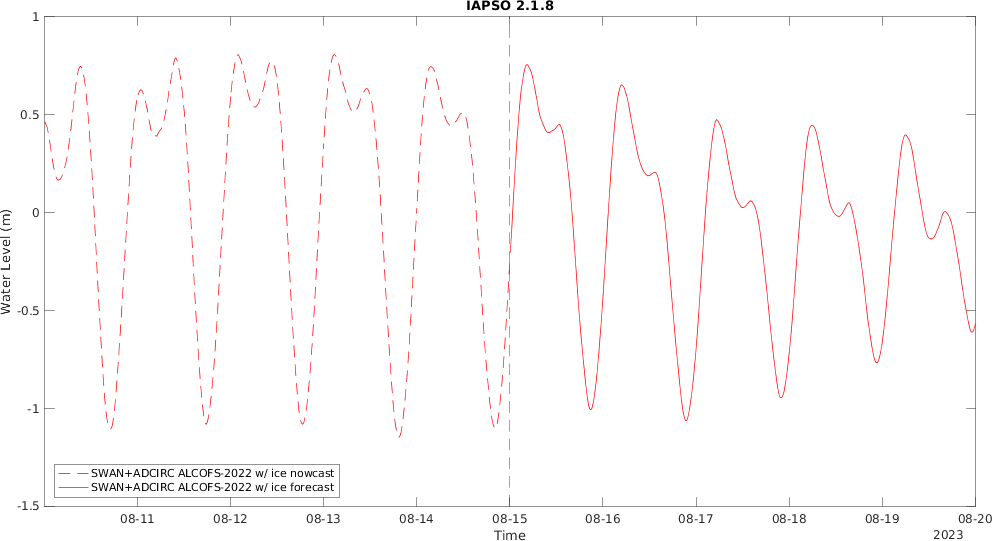 IAPSO 2.1.8
1
0.5
0
-0.5
-1
-1.5
Water Level (m)
SWAN+ADCIRC ALCOFS-2022 w/ ice nowcast
SWAN+ADCIRC ALCOFS-2022 w/ ice forecast
08-11 08-12 08-13 08-14 08-15 08-16 08-17 08-18 08-19 08-20
Time
2023